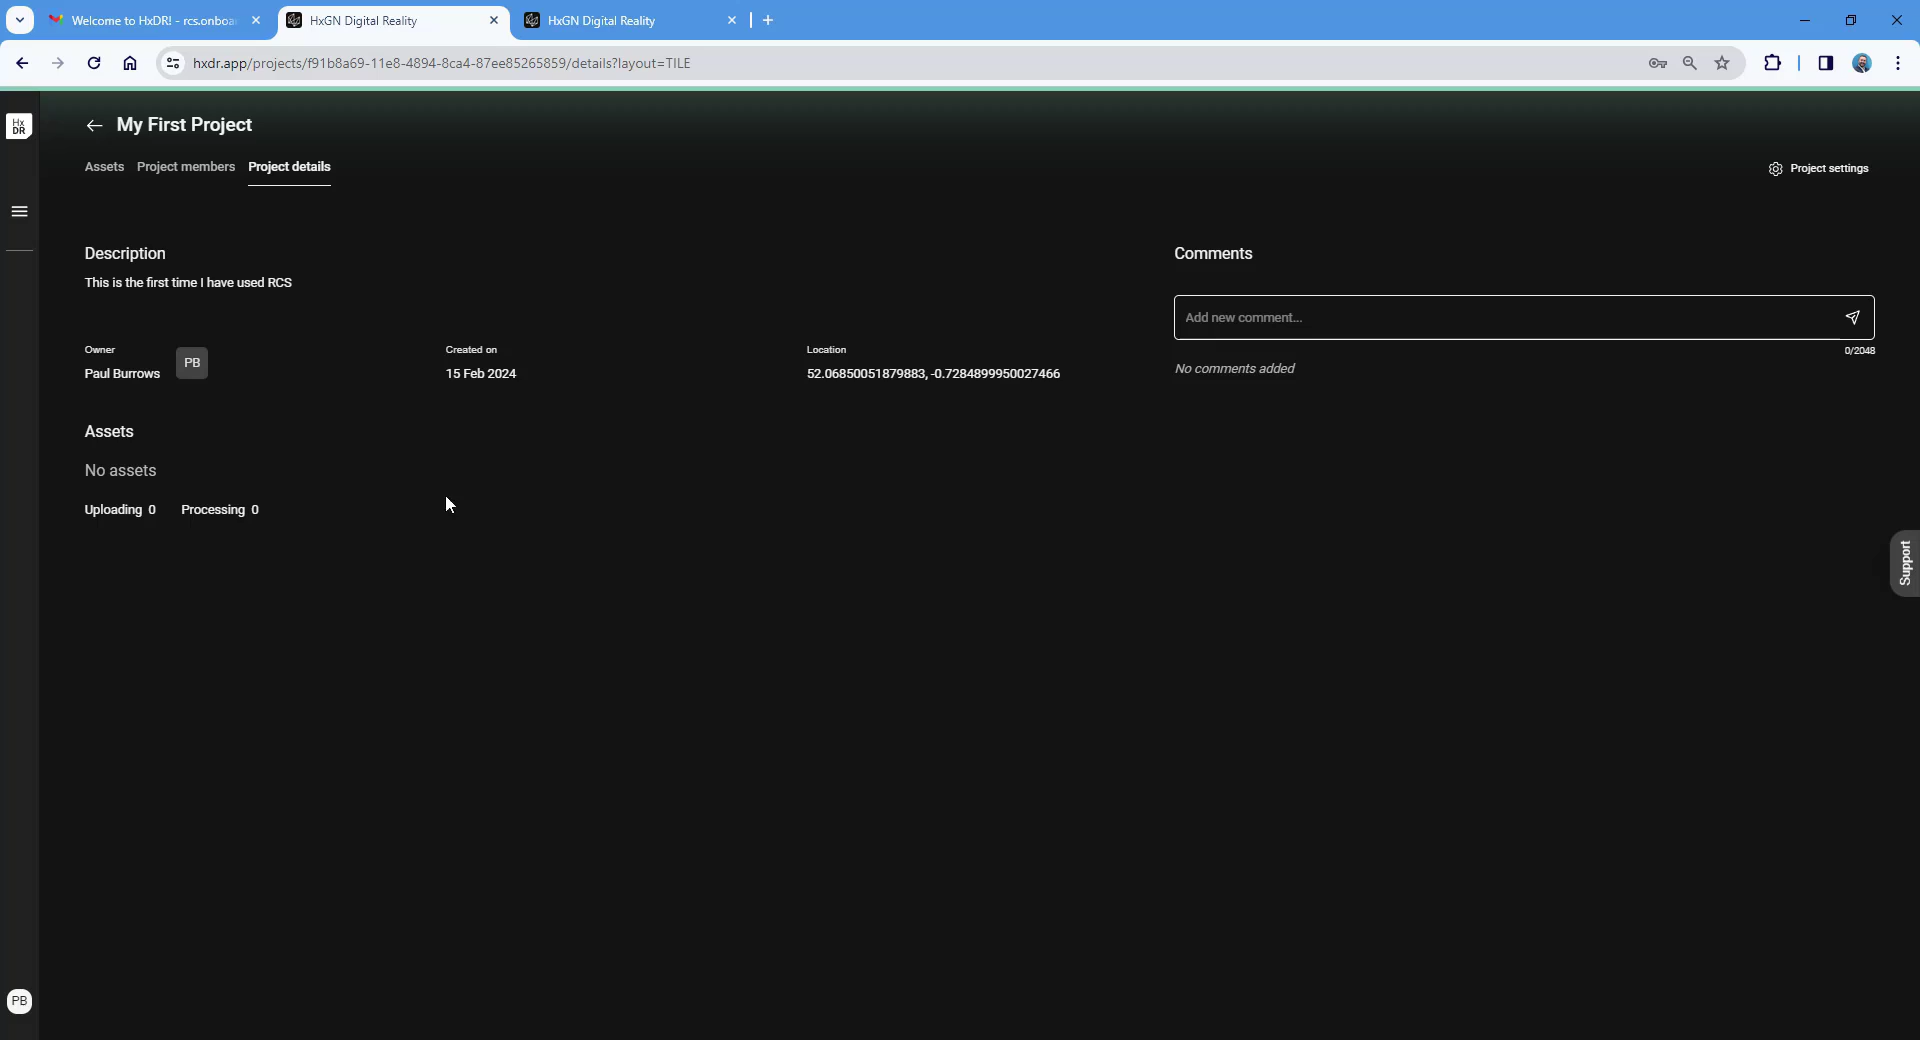 Welcome to HxDR! - rcs.onboa
HxGN Digital Reality
HxGN Digital Reality
hxdr.app/projects/f91b8a69-11e8-4894-8ca4-87ee85265859/details?layout=TILE
Hx
DR
My First Project
Assets Project members Project details
Project settings
Description
This is the first time I have used RCS
Comments
Add new comment...
0/2048
No comments added
Owner
Paul Burrows
PB
Created on
15 Feb 2024
Location
52.06850051879883, -0.7284899950027466
Assets
No assets
Uploading 0 Processing 0
Support
PB